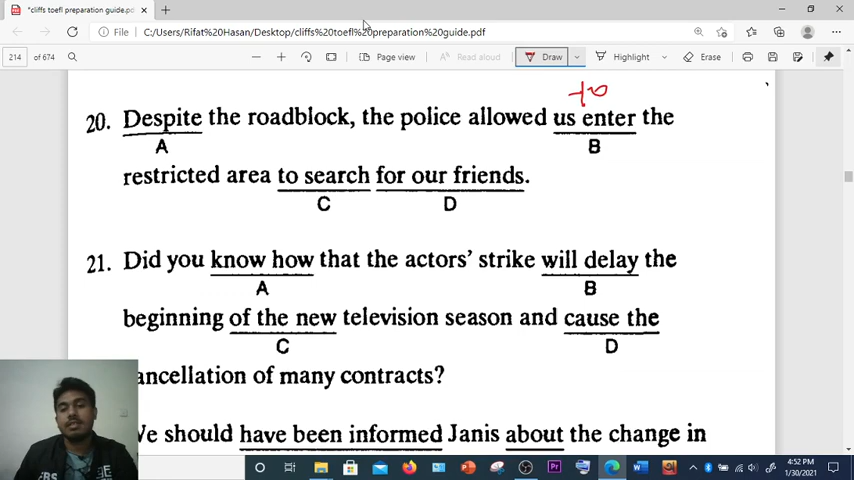 *cliffs toefl preparation guide.pd
File
C:/Users/Rifat%20Hasan/Desktop/cliffs%20toefl%20preparation%20guide.pdf
214 of 674
Page view
Read aloud
Draw
Highlight
Erase
to
20. Despite the roadblock, the police allowed us enter the
A B
restricted area to search for our friends.
C D
21. Did you know how that the actors' strike will delay the
A B
beginning of the new television season and cause the
C D
ancellation of many contracts?
We should have been informed Janis about the change in
4:52 PM
1/30/2021